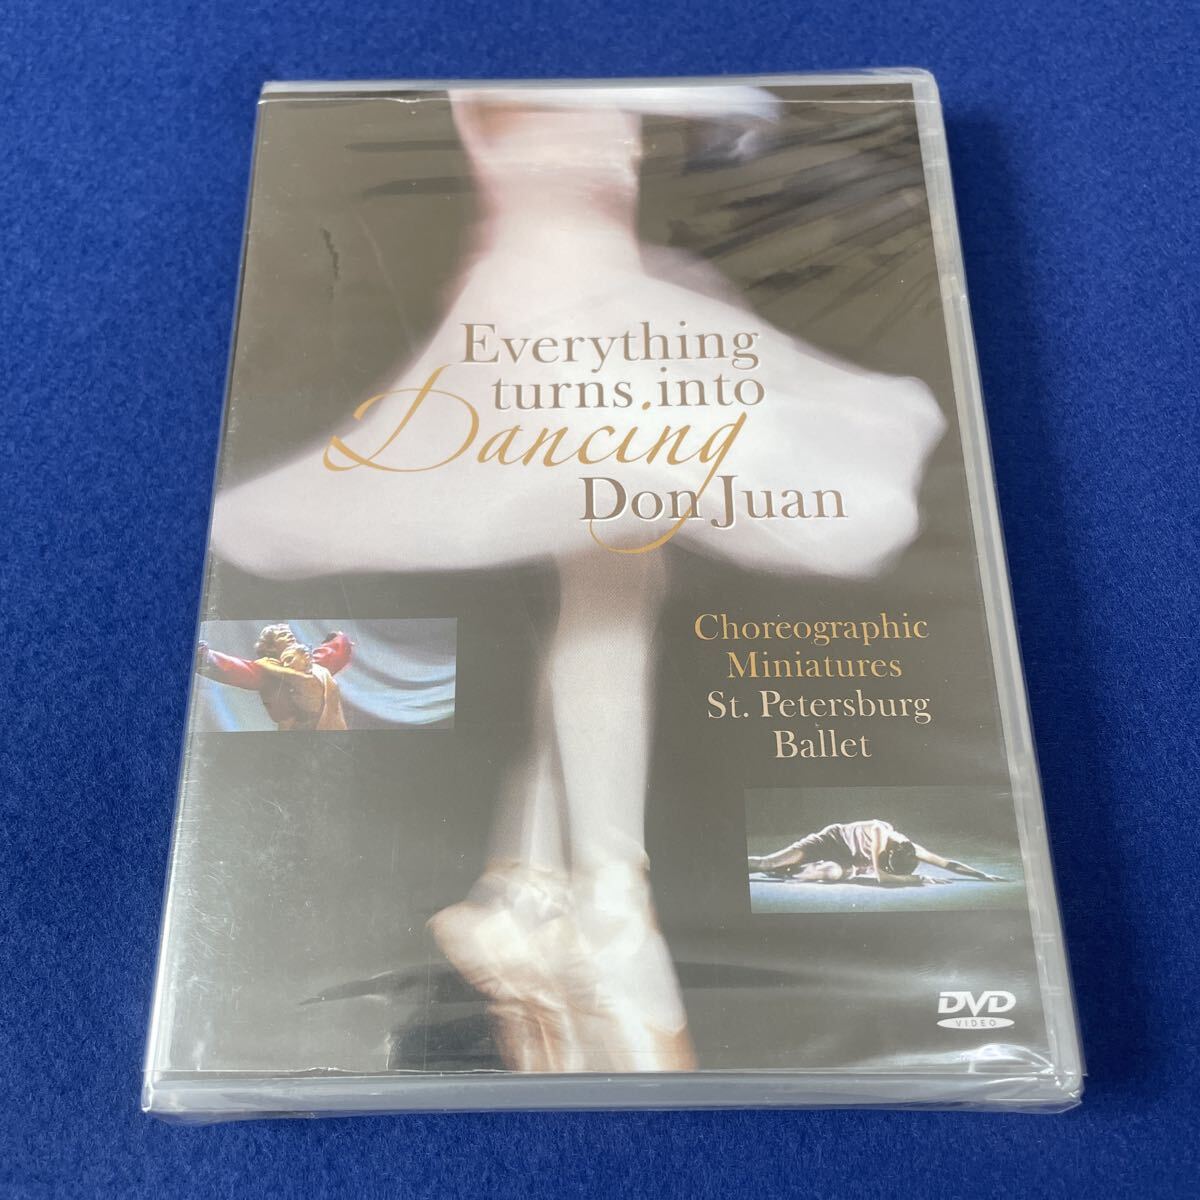 Everything
turns into
Dancing
Don Juan
Choreographic
Miniatures
St. Petersburg
Ballet
DVD
VIDEO